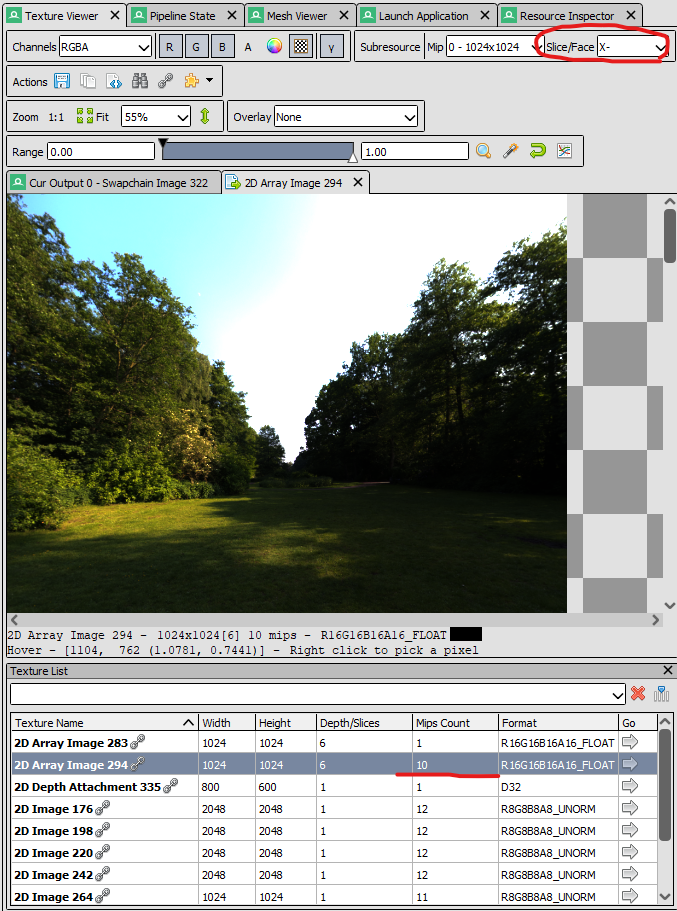 Texture Viewer Pipeline State Mesh Viewer Launch Application Resource Inspector
Channels RGBA R G B A γ Subresource Mip 0 - 1024x1024 Slice/Face X-
Actions
Zoom 1:1 Fit 55% Overlay None
Range 0.00 1.00
Cur Output 0 - Swapchain Image 322 2D Array Image 294
2D Array Image 294 - 1024x1024[6] 10 mips - R16G16B16A16_FLOAT
Hover - [1104, 762 (1.0781, 0.7441)] - Right click to pick a pixel
Texture List
Texture Name Width Height Depth/Slices Mips Count Format Go
2D Array Image 283 1024 1024 6 1 R16G16B16A16_FLOAT
2D Array Image 294 1024 1024 6 10 R16G16B16A16_FLOAT
2D Depth Attachment 335 800 600 1 1 D32
2D Image 176 2048 2048 1 12 R8G8B8A8_UNORM
2D Image 198 2048 2048 1 12 R8G8B8A8_UNORM
2D Image 220 2048 2048 1 12 R8G8B8A8_UNORM
2D Image 242 2048 2048 1 12 R8G8B8A8_UNORM
2D Image 264 1024 1024 1 11 R8G8B8A8_UNORM